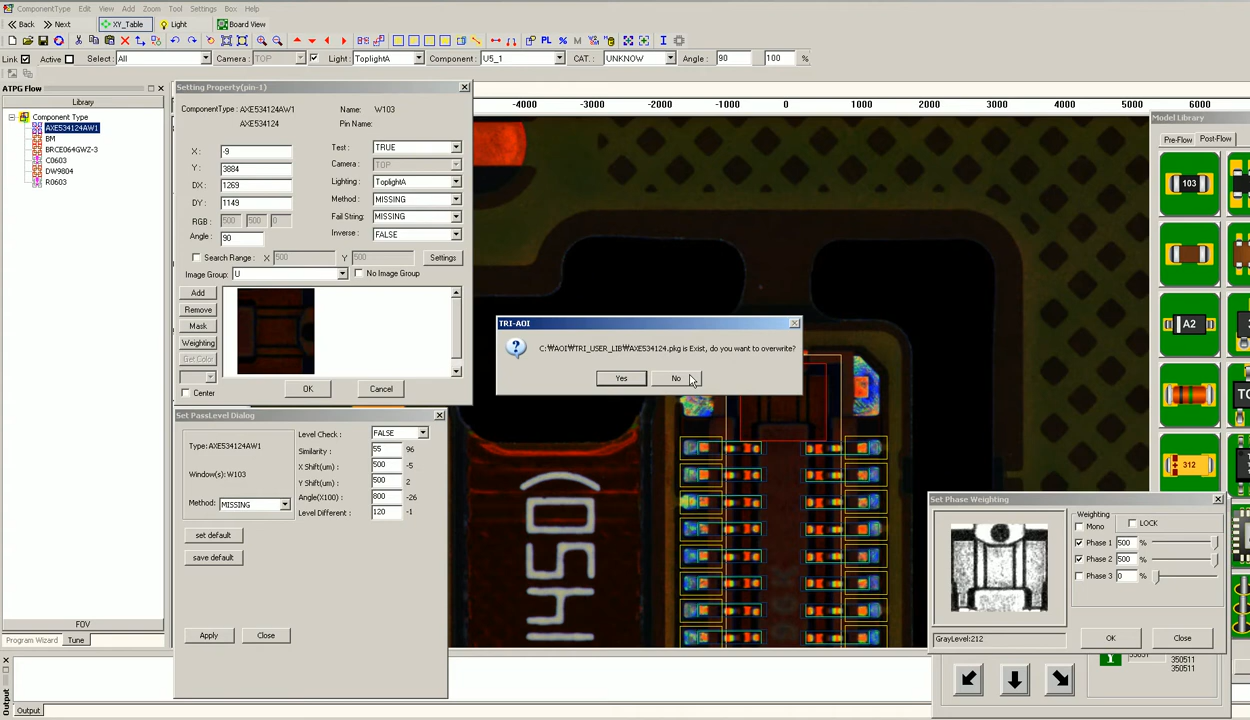 ComponentType Edit View Add Zoom Tool Settings Box Help
Back Next XY_Table Light Board View
PL % M I
Link Active Select : All Camera : TOP Light : ToplightA Component : U5_1 CAT. : UNKNOW Angle : 90 100 %
ATPG Flow
Library
Component Type
AXE534124AW1
BM
BRCE064GWZ-3
C0603
DW9804
R0603
FOV
Program Wizard Tune
Output
Output
Setting Property(pin-1)
ComponentType : AXE534124AW1 Name: W103
AXE534124 Pin Name:
X : -9
Y : 3884
DX : 1269
DY : 1149
RGB : 500 500 0
Angle : 90
Test : TRUE
Camera : TOP
Lighting : ToplightA
Method : MISSING
Fail String: MISSING
Inverse : FALSE
Search Range : X 500 Y 500 Settings
Image Group: U No Image Group
Add
Remove
Mask
Weighting
Get Color
Center
OK Cancel
Set PassLevel Dialog
Type:AXE534124AW1
Window(s): W103
Method: MISSING
Level Check : FALSE
Similarity : 55 96
X Shift(um) : 500 -5
Y Shift(um) : 500 2
Angle(X100) : 800 -26
Level Different : 120 -1
set default
save default
Apply Close
-4000 -3000 -2000 -1000 0 1000 2000 3000 4000 5000 6000
TRI-AOI
C:₩AOI₩TRI_USER_LIB₩AXE534124.pkg is Exist, do you want to overwrite?
Yes No
1450)
Model Library
Pre-Flow Post-Flow
103
A2
312
Set Phase Weighting
Weighting
Mono LOCK
Phase 1 500 %
Phase 2 500 %
Phase 3 0 %
GrayLevel:212
OK Close
Y
350511
350511